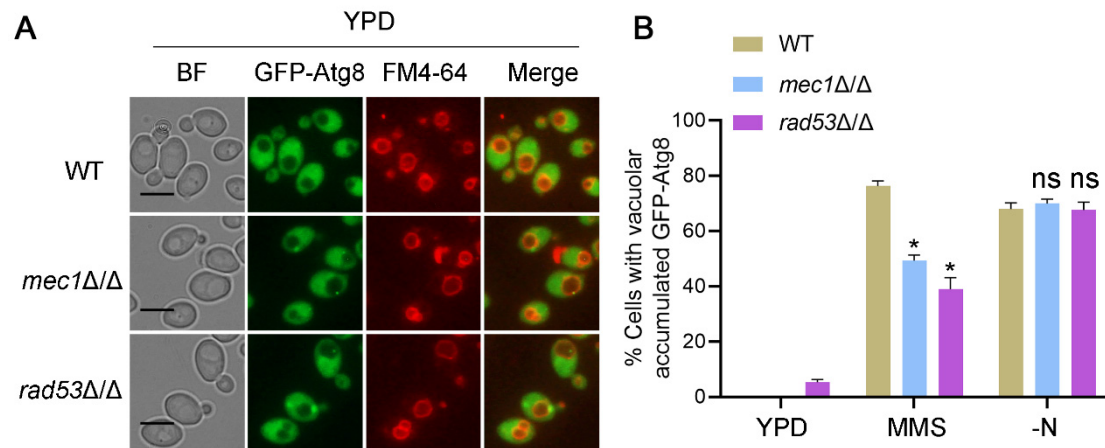 A
YPD
BF GFP-Atg8 FM4-64 Merge
WT
mec1Δ/Δ
rad53Δ/Δ
B
WT
mec1Δ/Δ
rad53Δ/Δ
% Cells with vacuolar
accumulated GFP-Atg8
100
80
60
40
20
0
* *
ns ns
YPD MMS -N